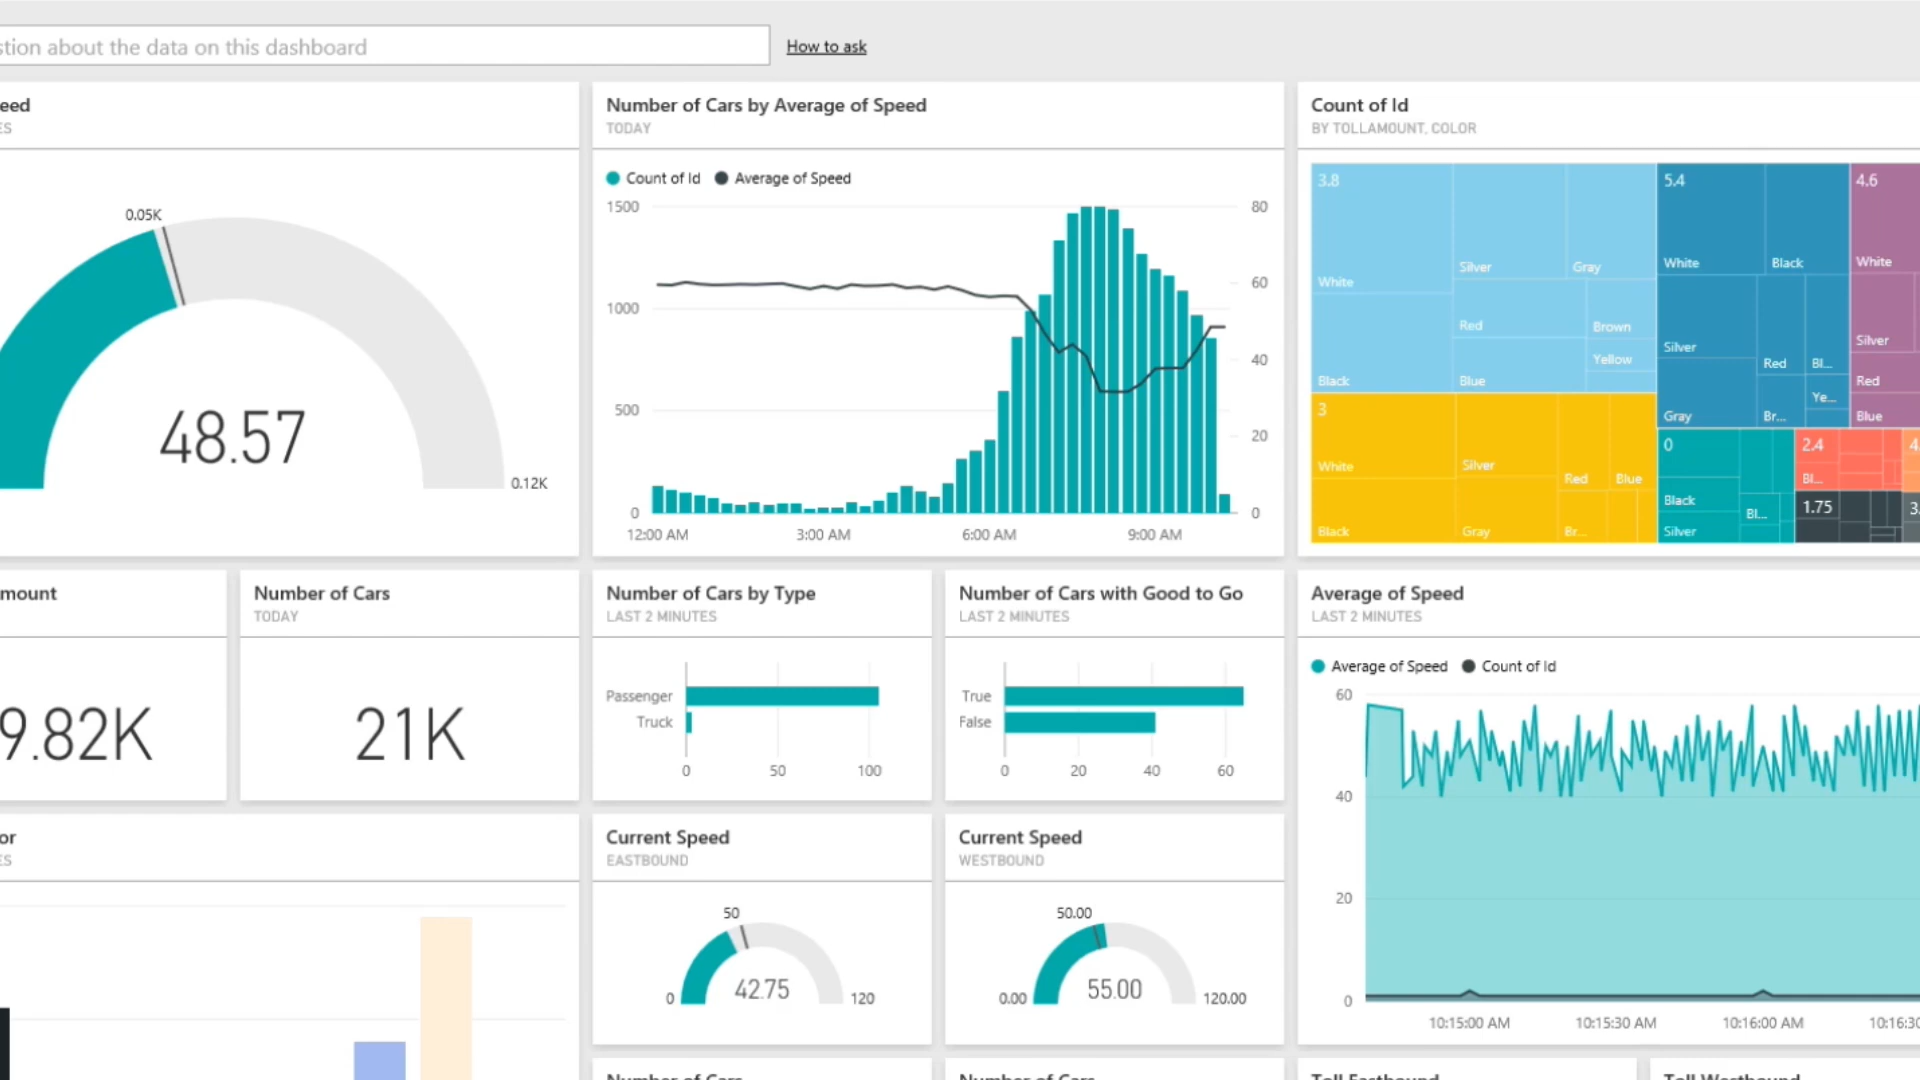 stion about the data on this dashboard
How to ask
eed
ES
0.05K
48.57
0.12K
Number of Cars by Average of Speed
TODAY
Count of Id
Average of Speed
1500
80
60
1000
40
500
20
0
0
12:00 AM
3:00 AM
6:00 AM
9:00 AM
Count of Id
BY TOLLAMOUNT, COLOR
3.8
White
Black
Silver
Gray
Red
Brown
Yellow
Blue
3
White
Black
Silver
Gray
Red
Blue
Br...
5.4
White
Black
Silver
Red
Bl...
Ye...
Gray
Br...
4.6
White
Silver
Red
Blue
0
Black
Silver
Bl...
2.4
Bl...
1.75
4.
3.
mount
9.82K
Number of Cars
TODAY
21K
Number of Cars by Type
LAST 2 MINUTES
Passenger
Truck
0
50
100
Number of Cars with Good to Go
LAST 2 MINUTES
True
False
0
20
40
60
Average of Speed
LAST 2 MINUTES
Average of Speed
Count of Id
60
40
20
0
10:15:00 AM
10:15:30 AM
10:16:00 AM
10:16:30
or
ES
Current Speed
EASTBOUND
50
0
42.75
120
Current Speed
WESTBOUND
50.00
0.00
55.00
120.00
Number of Cars
Number of Cars
Toll Eastbound
Toll Westbound